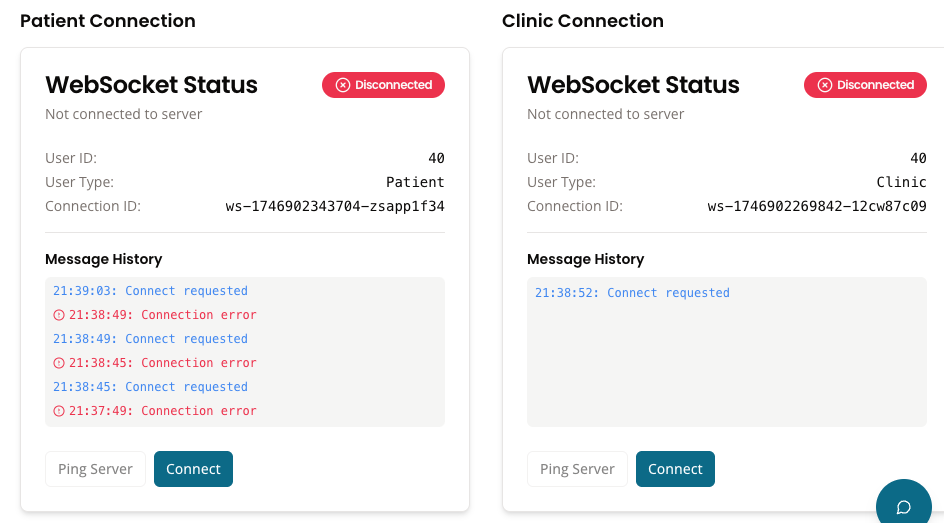 Patient Connection
WebSocket Status
Disconnected
Not connected to server
User ID: 40
User Type: Patient
Connection ID: ws-1746902343704-zsapp1f34
Message History
21:39:03: Connect requested
21:38:49: Connection error
21:38:49: Connect requested
21:38:45: Connection error
21:38:45: Connect requested
21:37:49: Connection error
Ping Server Connect
Clinic Connection
WebSocket Status
Disconnected
Not connected to server
User ID: 40
User Type: Clinic
Connection ID: ws-1746902269842-12cw87c09
Message History
21:38:52: Connect requested
Ping Server Connect